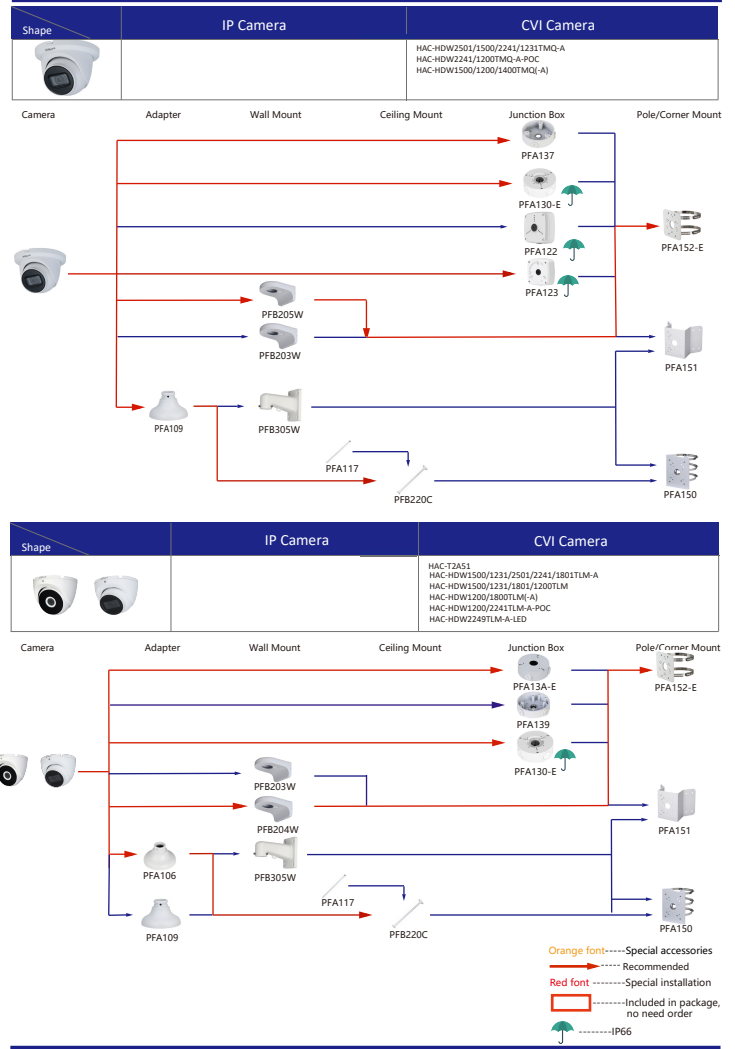 Shape
IP Camera
CVI Camera
HAC-HDW2501/1500/2241/1231TMQ-A
HAC-HDW2241/1200TMQ-A-POC
HAC-HDW1500/1200/1400TMQ(-A)
Camera
Adapter
Wall Mount
Ceiling Mount
Junction Box
Pole/Corner Mount
PFA137
PFA130-E
PFA122
PFA152-E
PFA123
PFB205W
PFB203W
PFA151
PFA109
PFB305W
PFA117
PFB220C
PFA150
Shape
IP Camera
CVI Camera
HAC-T2A51
HAC-HDW1500/1231/2501/2241/1801TLM-A
HAC-HDW1500/1231/1801/1200TLM
HAC-HDW1200/1800TLM(-A)
HAC-HDW1200/2241TLM-A-POC
HAC-HDW2249TLM-A-LED
Camera
Adapter
Wall Mount
Ceiling Mount
Junction Box
Pole/Corner Mount
PFA13A-E
PFA152-E
PFA139
PFA130-E
PFB203W
PFB204W
PFA151
PFA106
PFB305W
PFA117
PFA109
PFB220C
PFA150
Orange font-----Special accessories
----- Recommended
Red font -------Special installation
--------Included in package,
no need order
--------IP66